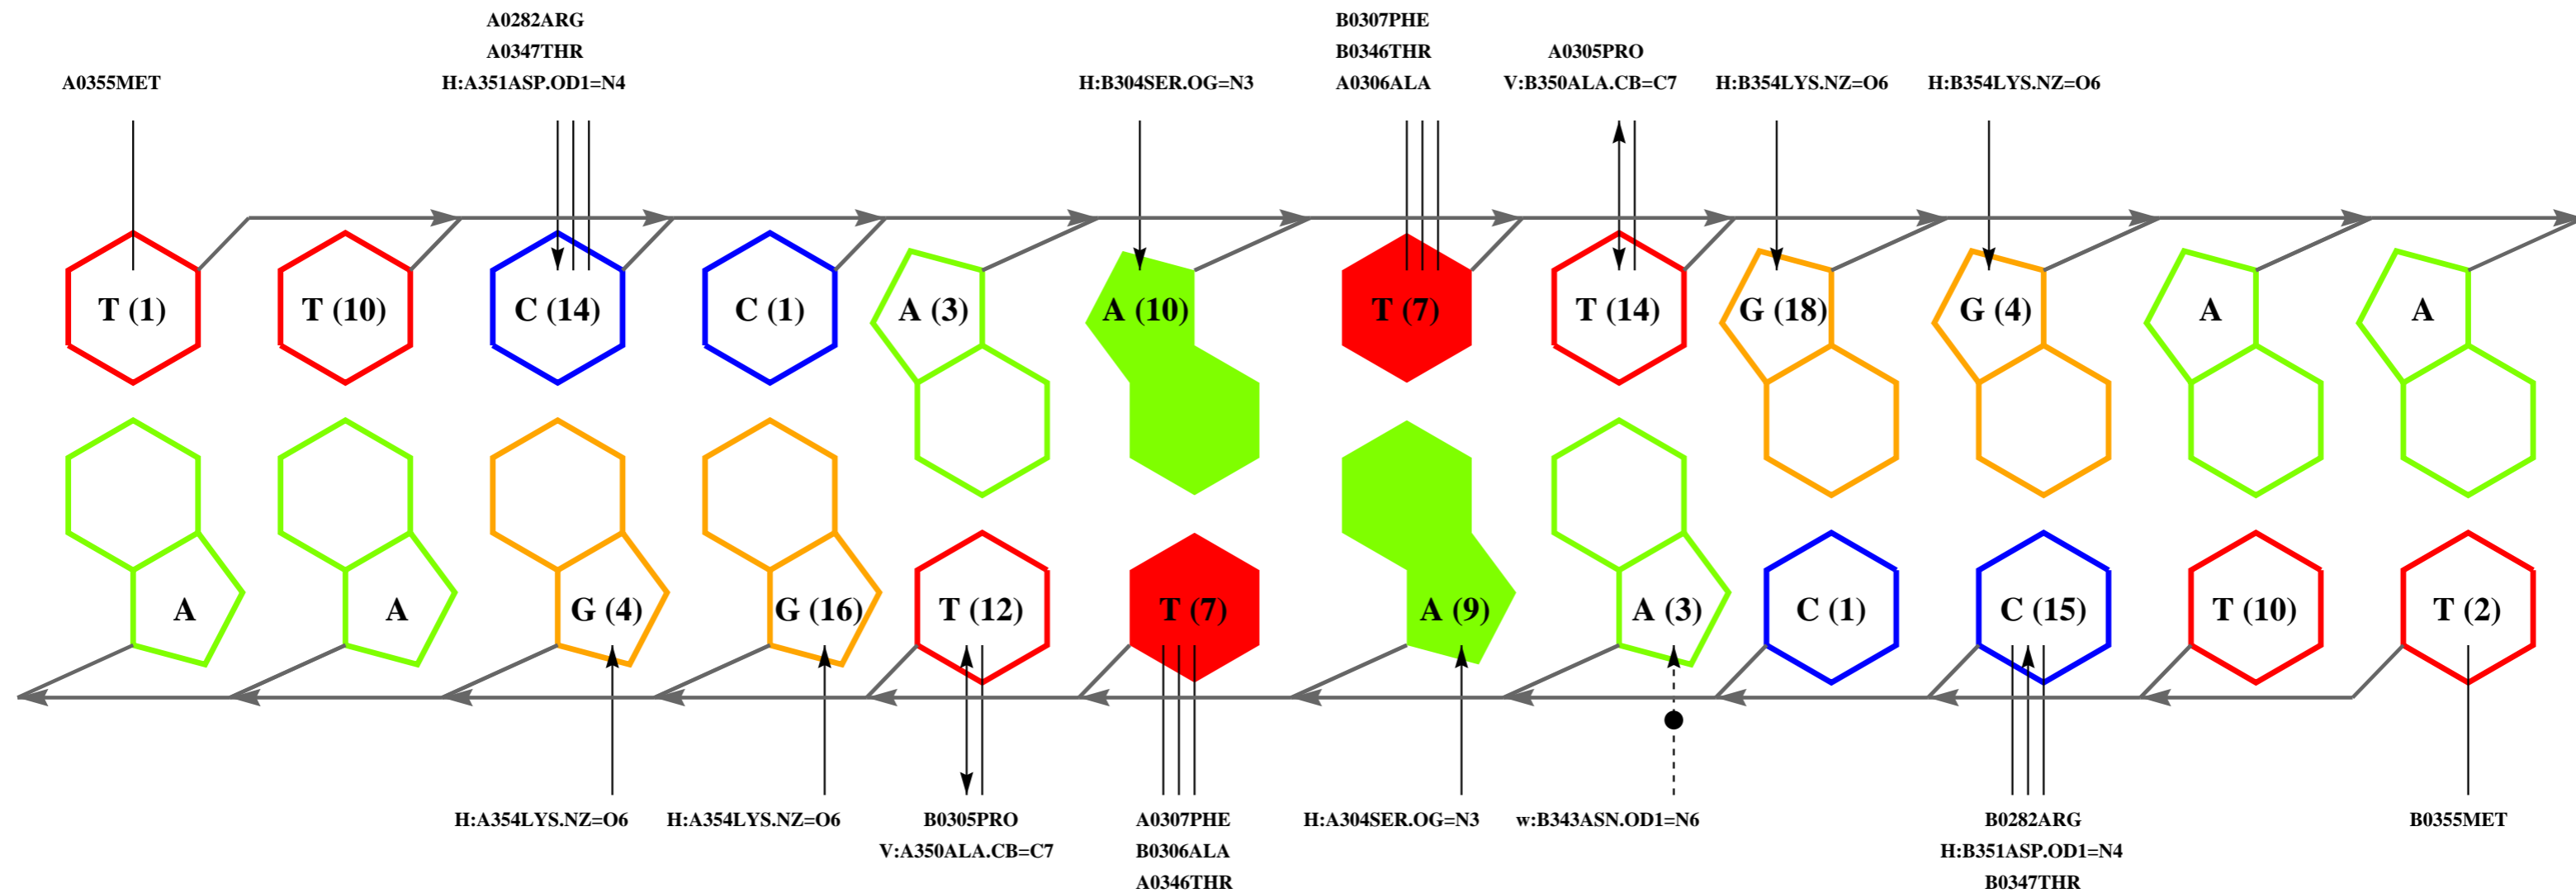 A0282ARG
B0307PHE
A0347THR
B0346THR
A0305PRO
A0355MET
H:A351ASP.OD1=N4
H:B304SER.OG=N3
A0306ALA
V:B350ALA.CB=C7
H:B354LYS.NZ=O6
H:B354LYS.NZ=O6
T (1) T (10) C (14) C (1) A (3) A (10) T (7) T (14) G (18) G (4) A A
A A G (4) G (16) T (12) T (7) A (9) A (3) C (1) C (15) T (10) T (2)
H:A354LYS.NZ=O6
H:A354LYS.NZ=O6
B0305PRO
A0307PHE
H:A304SER.OG=N3
w:B343ASN.OD1=N6
B0282ARG
B0355MET
V:A350ALA.CB=C7
B0306ALA
H:B351ASP.OD1=N4
A0346THR
B0347THR